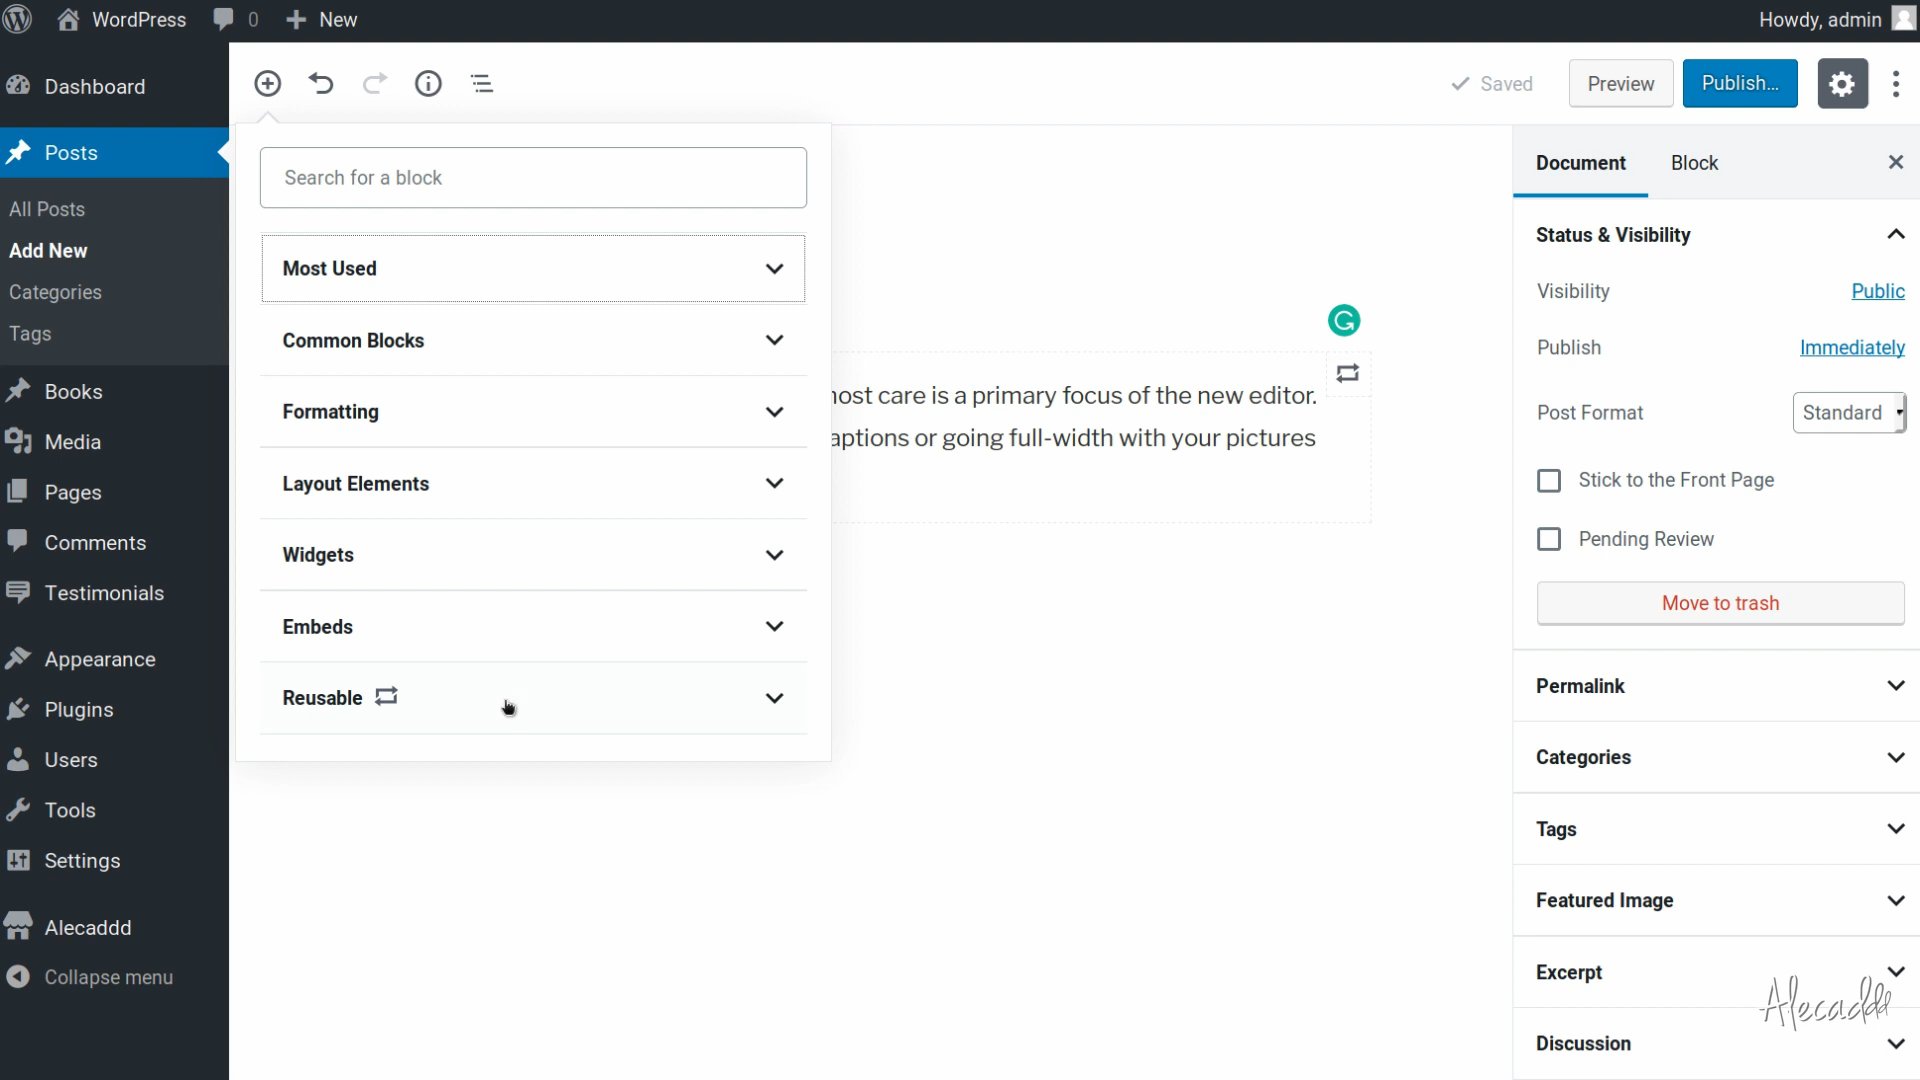 WordPress 0 New Howdy, admin
Dashboard
Posts
All Posts
Add New
Categories
Tags
Books
Media
Pages
Comments
Testimonials
Appearance
Plugins
Users
Tools
Settings
Alecaddd
Collapse menu
Saved Preview Publish...
Search for a block
Most Used
Common Blocks
Formatting
Layout Elements
Widgets
Embeds
Reusable
care is a primary focus of the new editor.
or going full-width with your pictures
Document Block
Status & Visibility
Visibility Public
Publish Immediately
Post Format Standard
Stick to the Front Page
Pending Review
Move to trash
Permalink
Categories
Tags
Featured Image
Excerpt
Alecaddd
Discussion